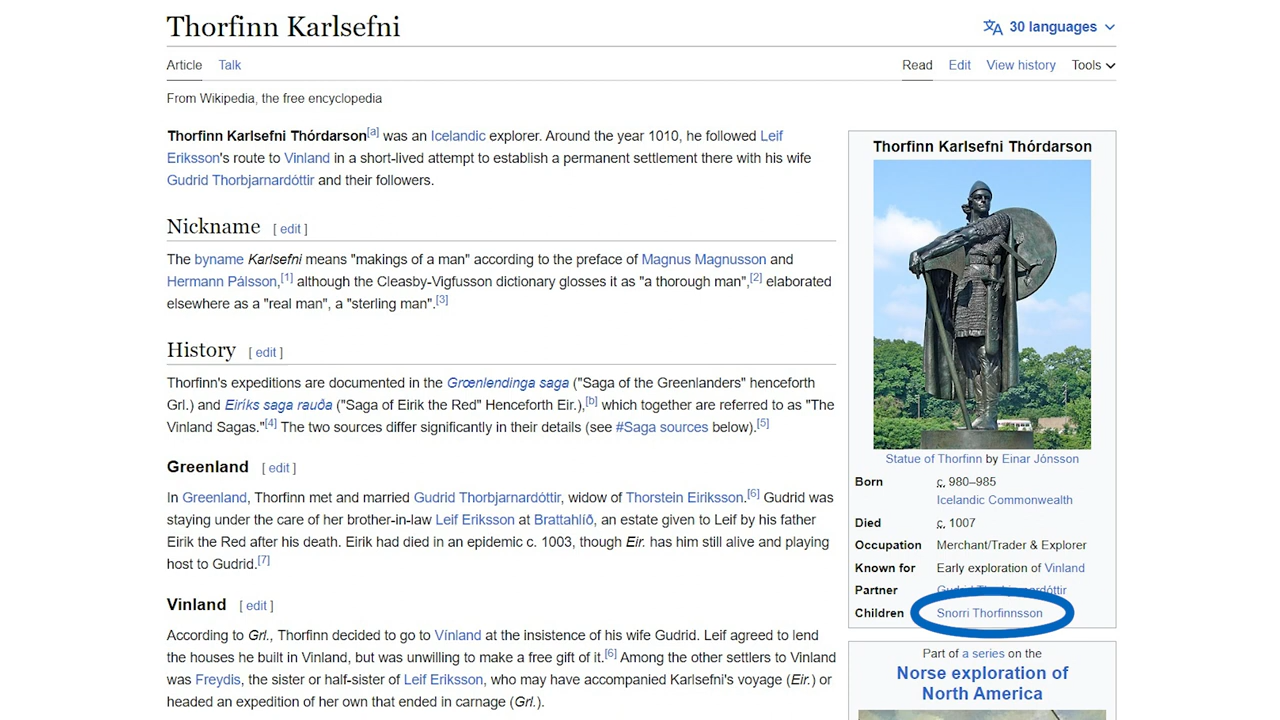 Thorfinn Karlsefni
30 languages
Article Talk
Read Edit View history Tools
From Wikipedia, the free encyclopedia
Thorfinn Karlsefni Thórdarson[a] was an Icelandic explorer. Around the year 1010, he followed Leif
Eriksson's route to Vinland in a short-lived attempt to establish a permanent settlement there with his wife
Gudrid Thorbjarnardóttir and their followers.
Nickname [ edit ]
The byname Karlsefni means "makings of a man" according to the preface of Magnus Magnusson and
Hermann Pálsson,[1] although the Cleasby-Vigfusson dictionary glosses it as "a thorough man",[2] elaborated
elsewhere as a "real man", a "sterling man".[3]
History [ edit ]
Thorfinn's expeditions are documented in the Grœnlendinga saga ("Saga of the Greenlanders" henceforth
Grl.) and Eiríks saga rauða ("Saga of Eirik the Red" Henceforth Eir.),[b] which together are referred to as "The
Vinland Sagas."[4] The two sources differ significantly in their details (see #Saga sources below).[5]
Greenland [ edit ]
In Greenland, Thorfinn met and married Gudrid Thorbjarnardóttir, widow of Thorstein Eiriksson.[6] Gudrid was
staying under the care of her brother-in-law Leif Eriksson at Brattahlíð, an estate given to Leif by his father
Eirik the Red after his death. Eirik had died in an epidemic c. 1003, though Eir. has him still alive and playing
host to Gudrid.[7]
Vinland [ edit ]
According to Grl., Thorfinn decided to go to Vínland at the insistence of his wife Gudrid. Leif agreed to lend
the houses he built in Vinland, but was unwilling to make a free gift of it.[6] Among the other settlers to Vinland
was Freydis, the sister or half-sister of Leif Eriksson, who may have accompanied Karlsefni's voyage (Eir.) or
headed an expedition of her own that ended in carnage (Grl.).
Thorfinn Karlsefni Thórdarson
Statue of Thorfinn by Einar Jónsson
Born c. 980–985
Icelandic Commonwealth
Died c. 1007
Occupation Merchant/Trader & Explorer
Known for Early exploration of Vinland
Partner Gudrid Thorbjarnardóttir
Children Snorri Thorfinnsson
Part of a series on the
Norse exploration of
North America